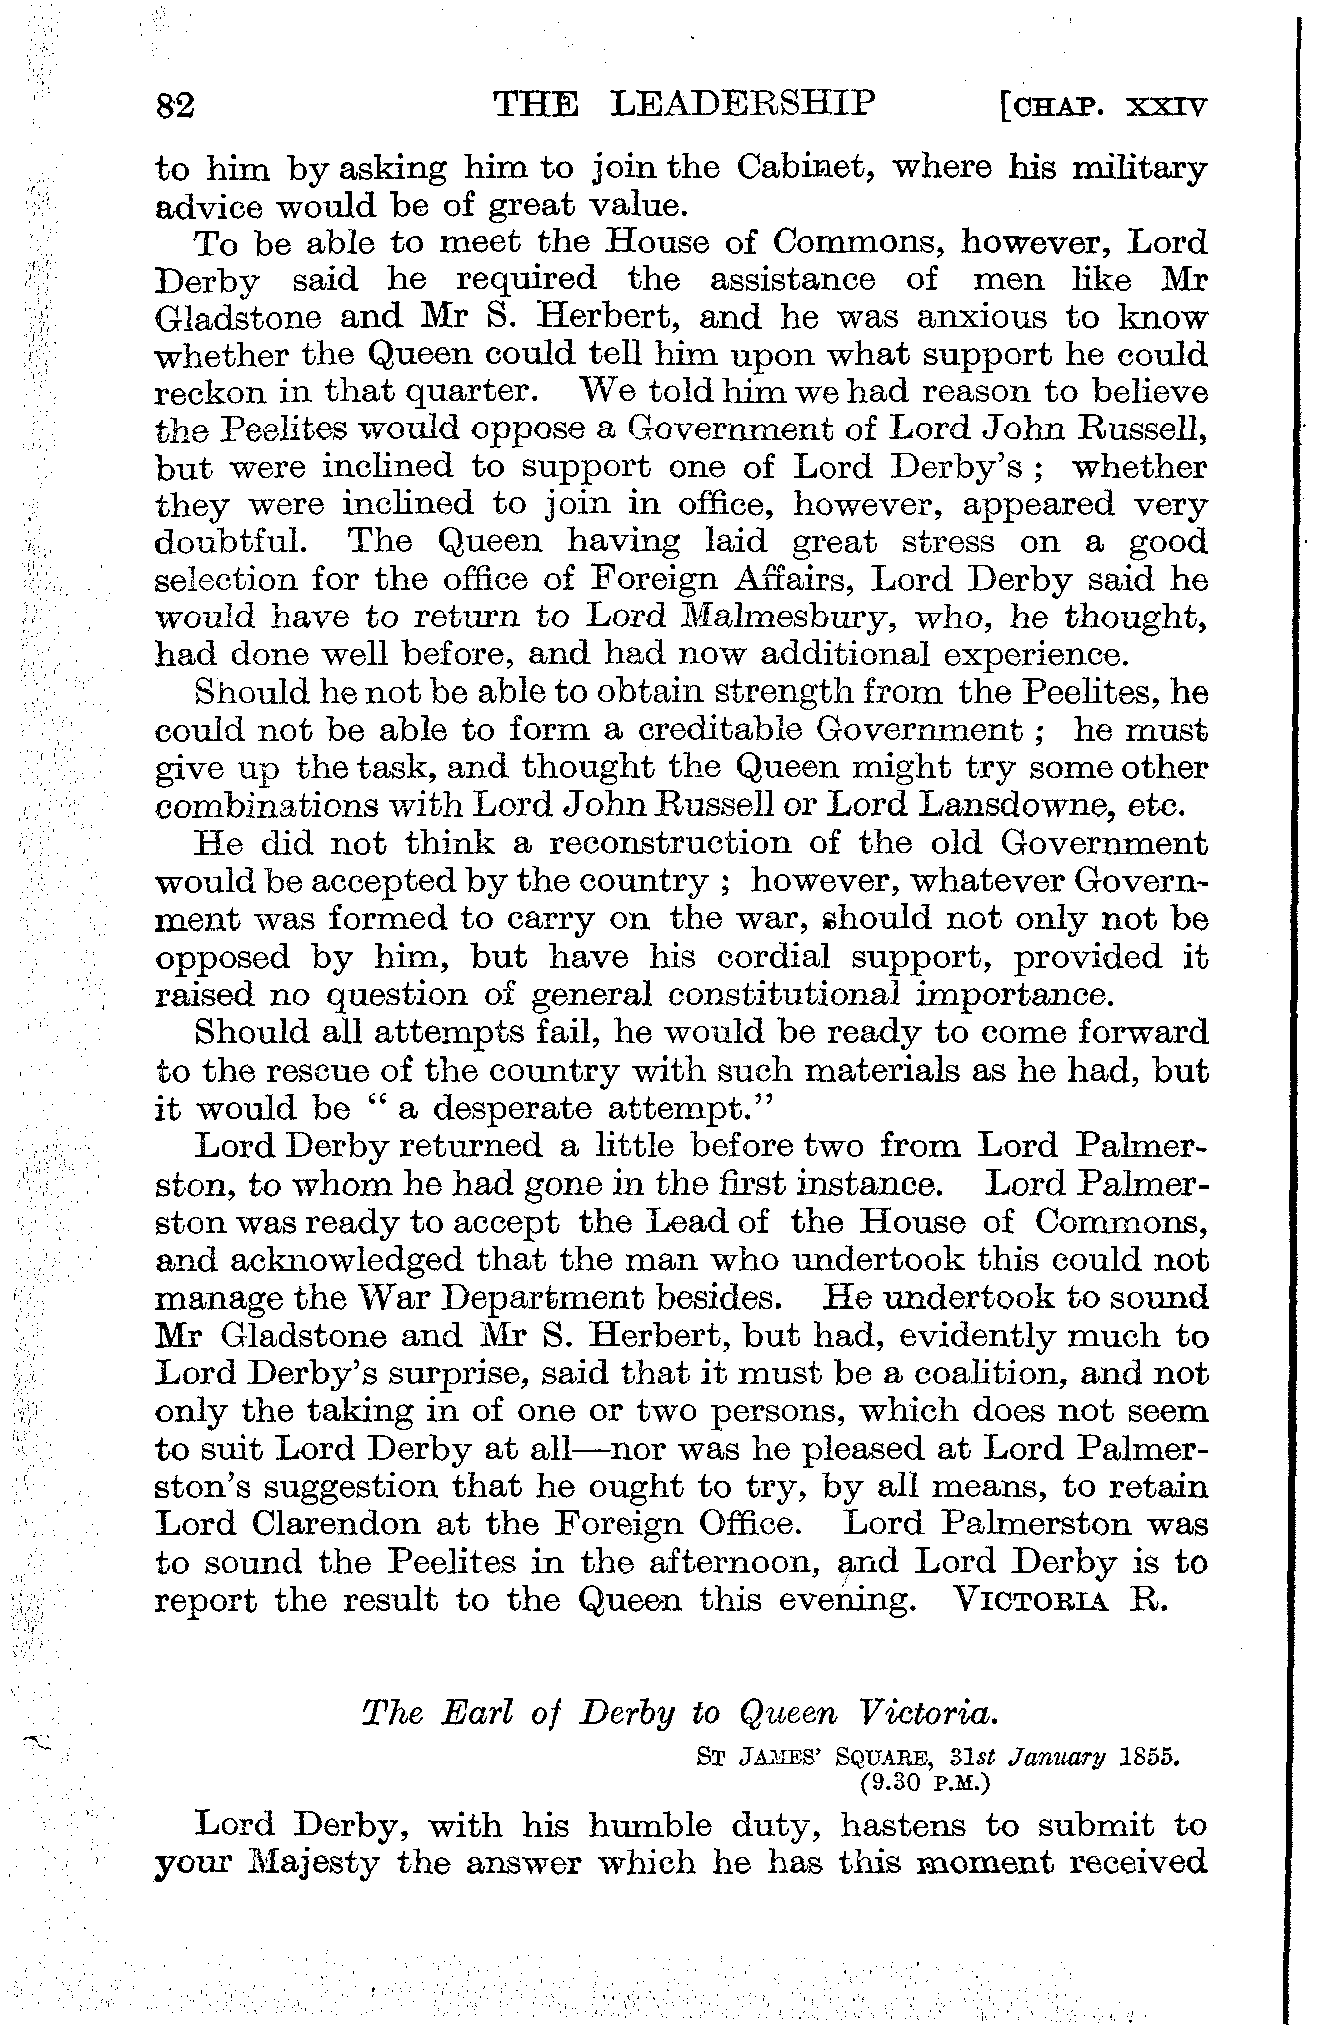 82 THE LEADERSHIP [CHAP. XXIV
to him by asking him to join the Cabinet, where his military
advice would be of great value.
To be able to meet the House of Commons, however, Lord
Derby said he required the assistance of men like Mr
Gladstone and Mr S. Herbert, and he was anxious to know
whether the Queen could tell him upon what support he could
reckon in that quarter. We told him we had reason to believe
the Peelites would oppose a Government of Lord John Russell,
but were inclined to support one of Lord Derby's ; whether
they were inclined to join in office, however, appeared very
doubtful. The Queen having laid great stress on a good
selection for the office of Foreign Affairs, Lord Derby said he
would have to return to Lord Malmesbury, who, he thought,
had done well before, and had now additional experience.
Should he not be able to obtain strength from the Peelites, he
could not be able to form a creditable Government ; he must
give up the task, and thought the Queen might try some other
combinations with Lord John Russell or Lord Lansdowne, etc.
He did not think a reconstruction of the old Government
would be accepted by the country ; however, whatever Govern-
ment was formed to carry on the war, should not only not be
opposed by him, but have his cordial support, provided it
raised no question of general constitutional importance.
Should all attempts fail, he would be ready to come forward
to the rescue of the country with such materials as he had, but
it would be " a desperate attempt."
Lord Derby returned a little before two from Lord Palmer-
ston, to whom he had gone in the first instance. Lord Palmer-
ston was ready to accept the Lead of the House of Commons,
and acknowledged that the man who undertook this could not
manage the War Department besides. He undertook to sound
Mr Gladstone and Mr S. Herbert, but had, evidently much to
Lord Derby's surprise, said that it must be a coalition, and not
only the taking in of one or two persons, which does not seem
to suit Lord Derby at all—nor was he pleased at Lord Palmer-
ston's suggestion that he ought to try, by all means, to retain
Lord Clarendon at the Foreign Office. Lord Palmerston was
to sound the Peelites in the afternoon, and Lord Derby is to
report the result to the Queen this evening. VICTORIA R.
The Earl of Derby to Queen Victoria.
ST JAMES' SQUARE, 31st January 1855.
(9.30 P.M.)
Lord Derby, with his humble duty, hastens to submit to
your Majesty the answer which he has this moment received